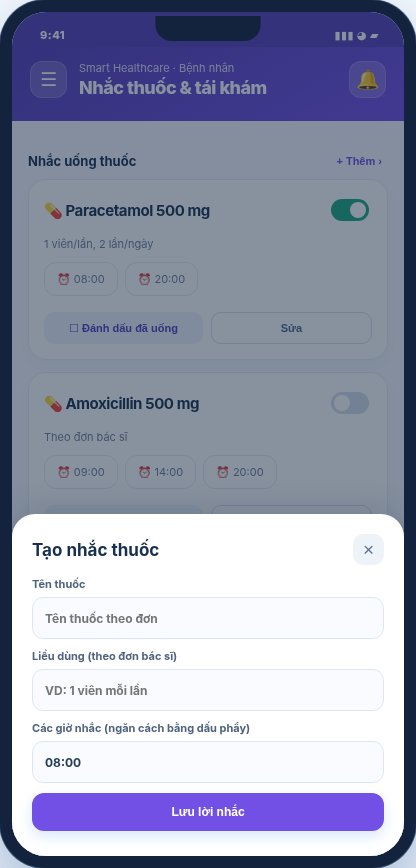 9:41
Smart Healthcare · Bệnh nhân
Nhắc thuốc & tái khám
Nhắc uống thuốc
+ Thêm ›
Paracetamol 500 mg
1 viên/lần, 2 lần/ngày
08:00
20:00
Đánh dấu đã uống
Sửa
Amoxicillin 500 mg
Theo đơn bác sĩ
09:00
14:00
20:00
Tạo nhắc thuốc
Tên thuốc
Tên thuốc theo đơn
Liều dùng (theo đơn bác sĩ)
VD: 1 viên mỗi lần
Các giờ nhắc (ngăn cách bằng dấu phẩy)
08:00
Lưu lời nhắc